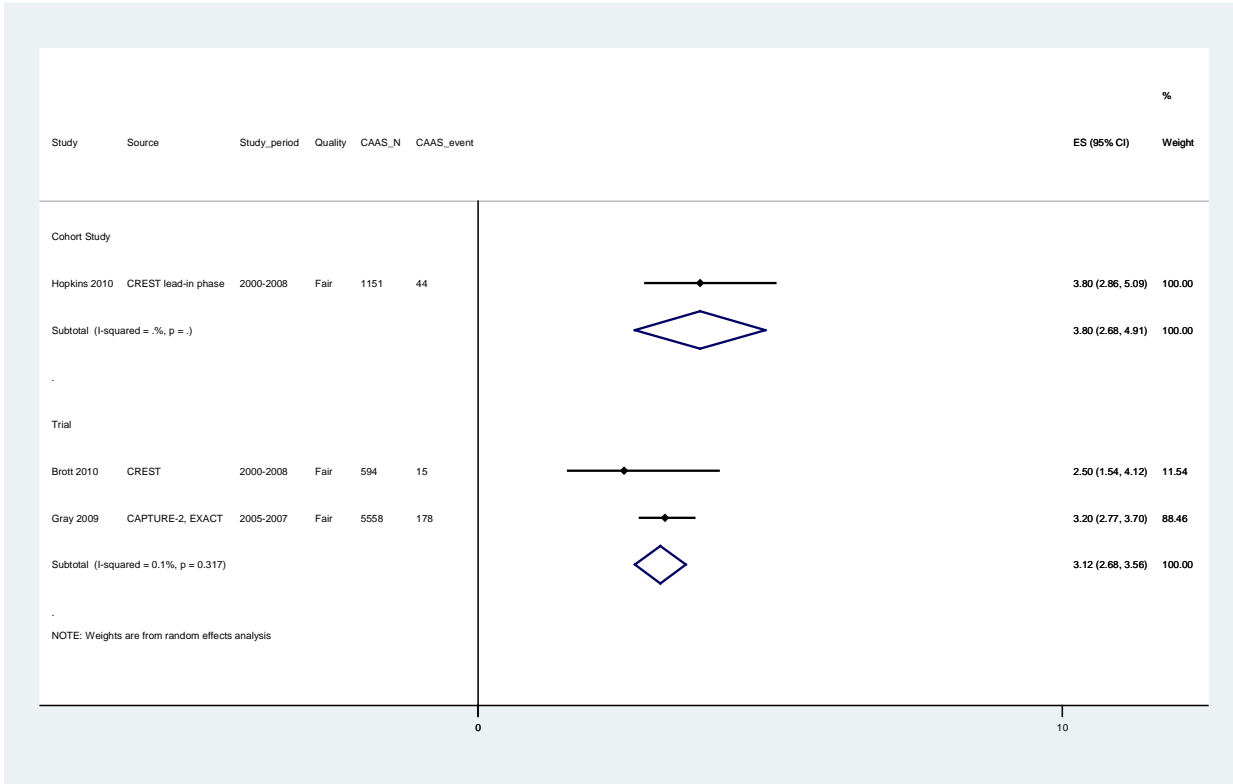 %
Study Source Study_period Quality CAAS_N CAAS_event ES (95% CI) Weight
Cohort Study
Hopkins 2010 CREST lead-in phase 2000-2008 Fair 1151 44 3.80 (2.86, 5.09) 100.00
Subtotal (I-squared = .%, p = .) 3.80 (2.68, 4.91) 100.00
.
Trial
Brott 2010 CREST 2000-2008 Fair 594 15 2.50 (1.54, 4.12) 11.54
Gray 2009 CAPTURE-2, EXACT 2005-2007 Fair 5558 178 3.20 (2.77, 3.70) 88.46
Subtotal (I-squared = 0.1%, p = 0.317) 3.12 (2.68, 3.56) 100.00
.
NOTE: Weights are from random effects analysis
0 10